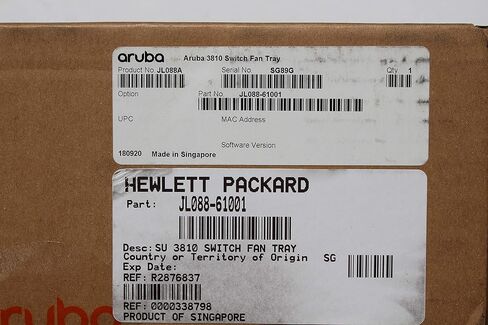 aruba Aruba 3810 Switch Fan Tray
Product No JL088A Serial No SG89G Qty 1
Option Part No JL088-61001
UPC MAC Address
Software Version
180920 Made in Singapore
HEWLETT PACKARD
Part: JL088-61001
Desc: SU 3810 SWITCH FAN TRAY
Country or Territory of Origin SG
Exp Date:
REF: R2876837
REF: 0000338798
PRODUCT OF SINGAPORE
aruba